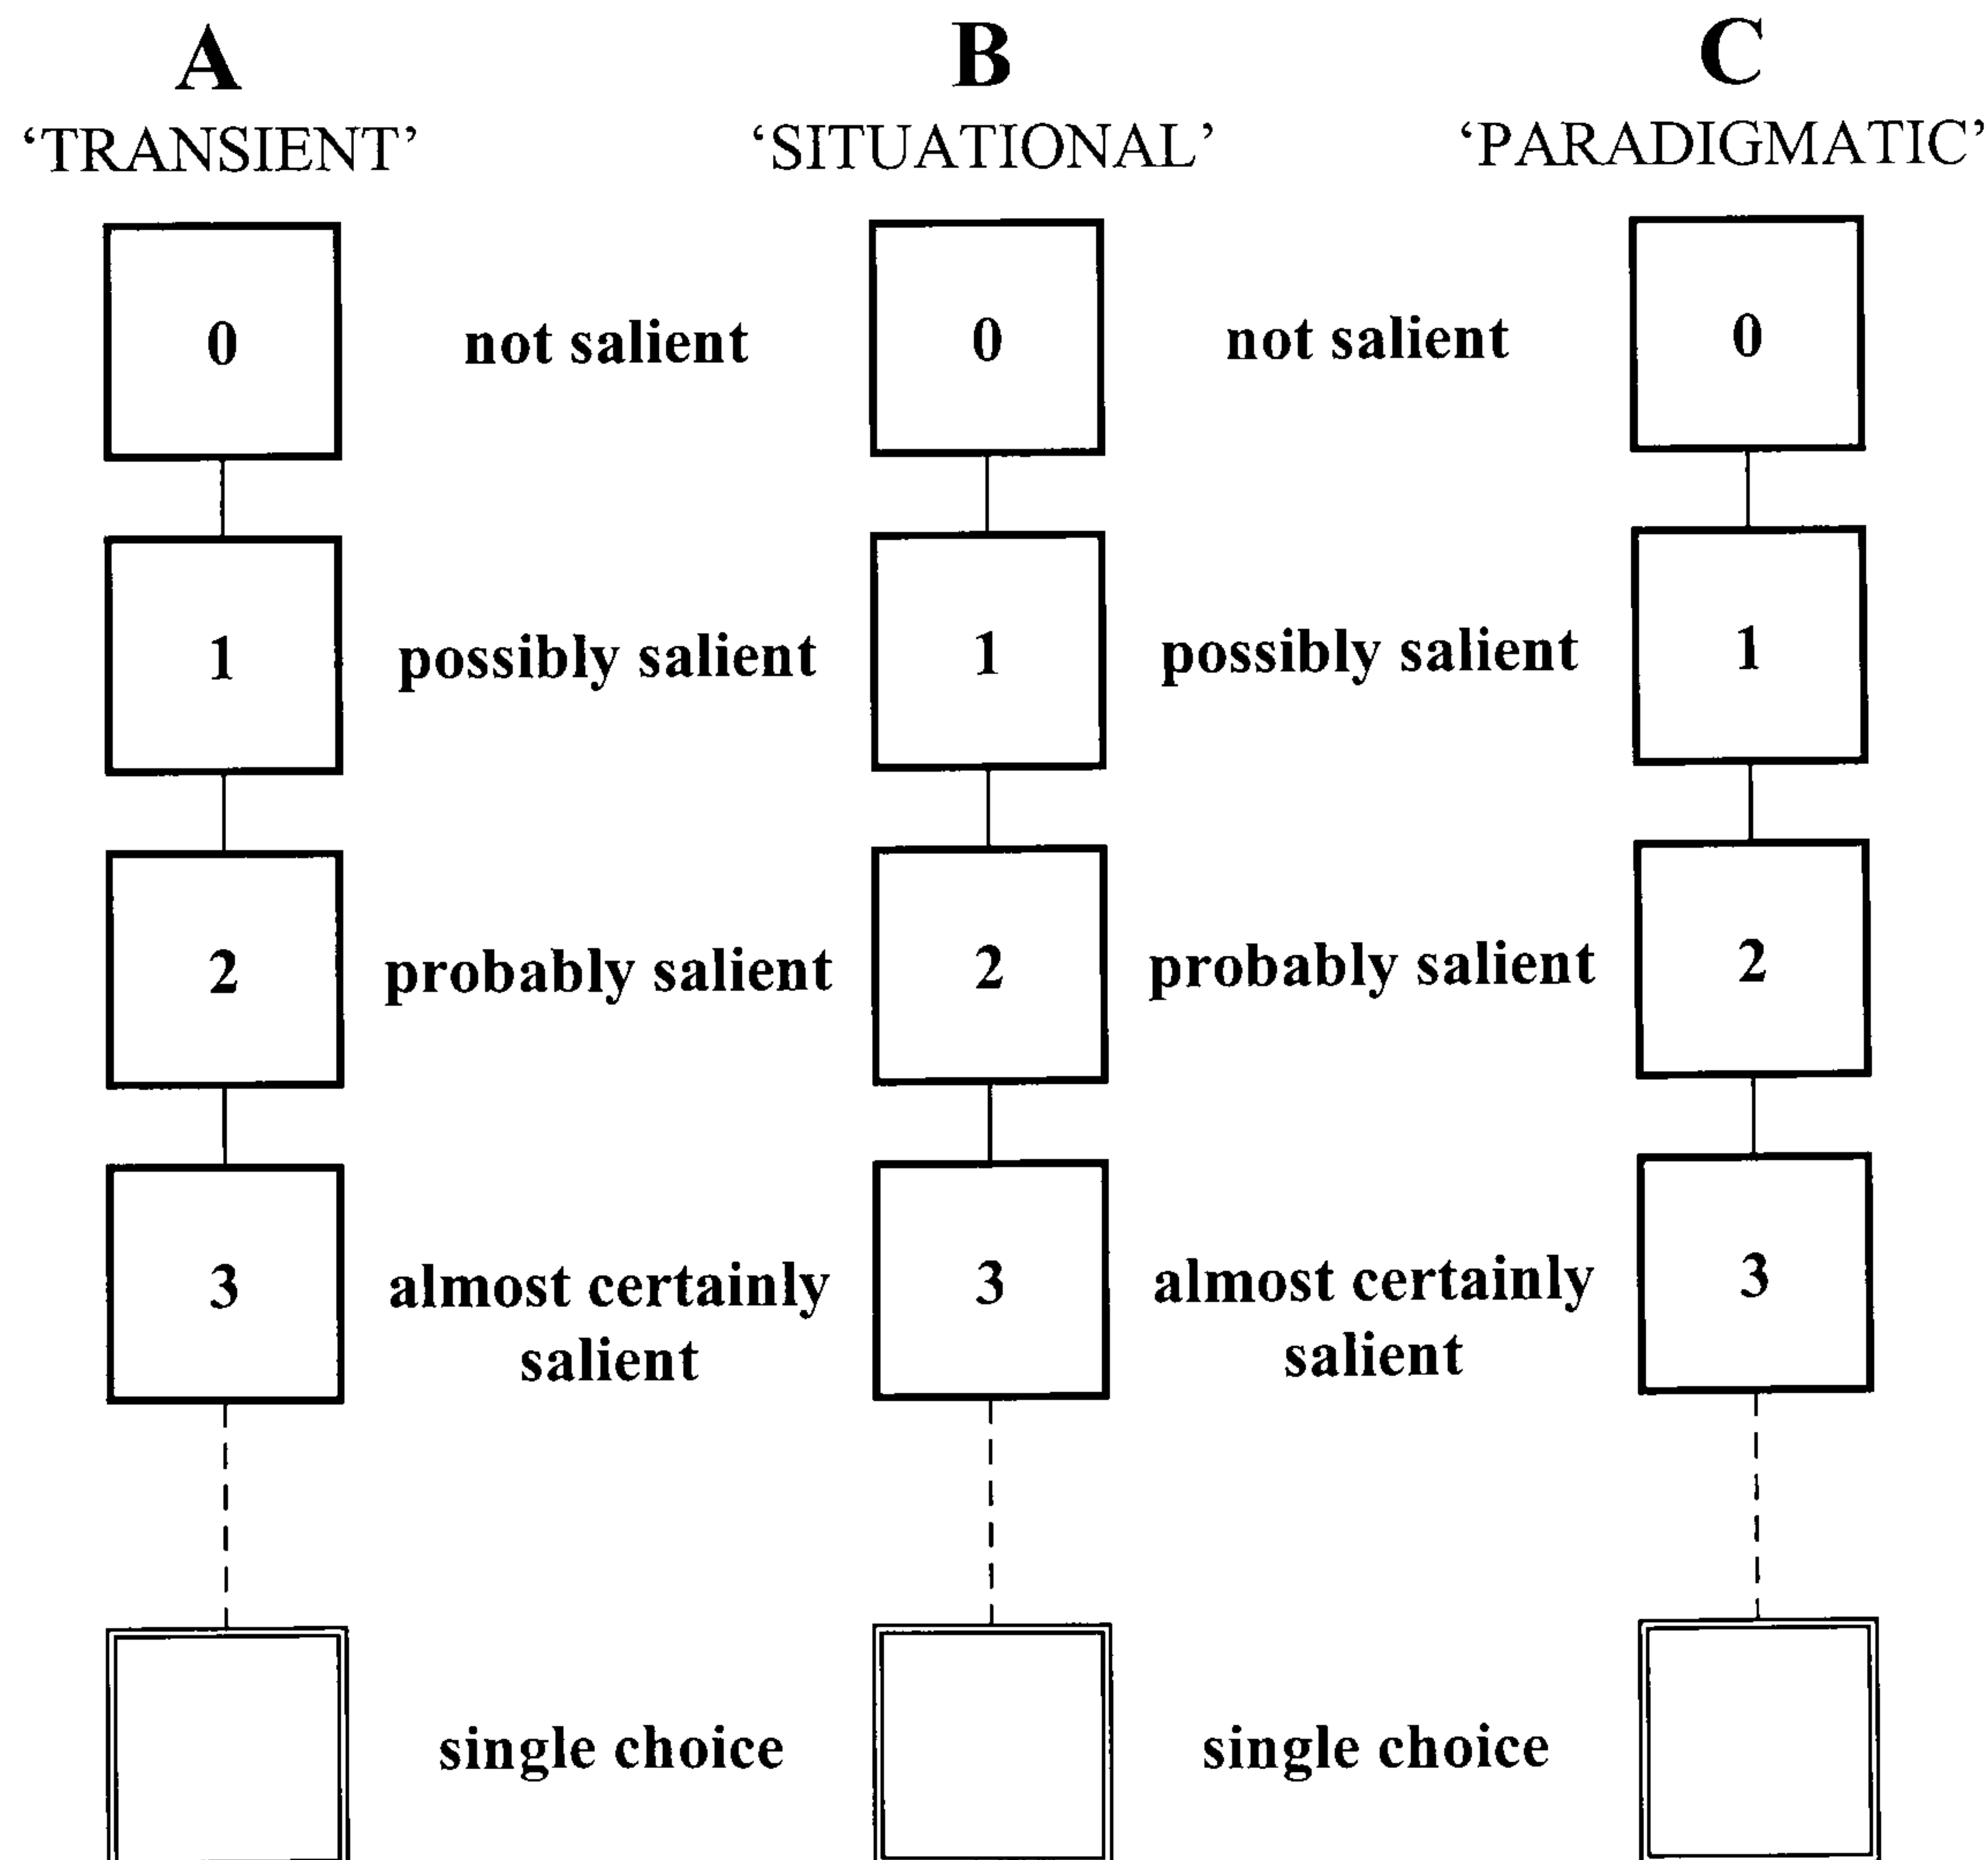 A B C
‘TRANSIENT’ ‘SITUATIONAL’ ‘PARADIGMATIC’
0 not salient 0 not salient 0
1 possibly salient 1 possibly salient 1
2 probably salient 2 probably salient 2
3 almost certainly 3 almost certainly 3
salient salient
single choice single choice